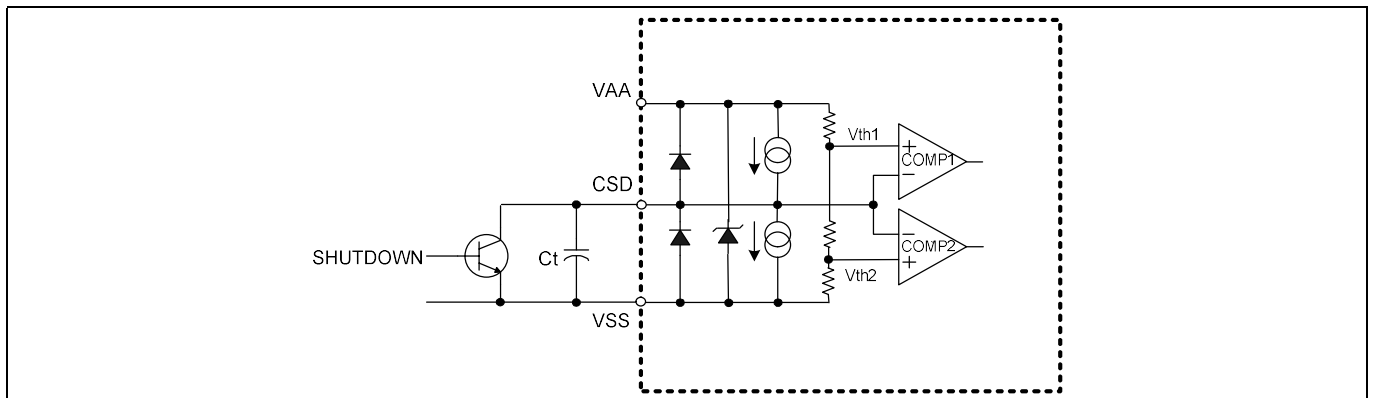 VAA
Vth1
+
COMP1
−
CSD
SHUTDOWN
Ct
−
COMP2
+
Vth2
VSS